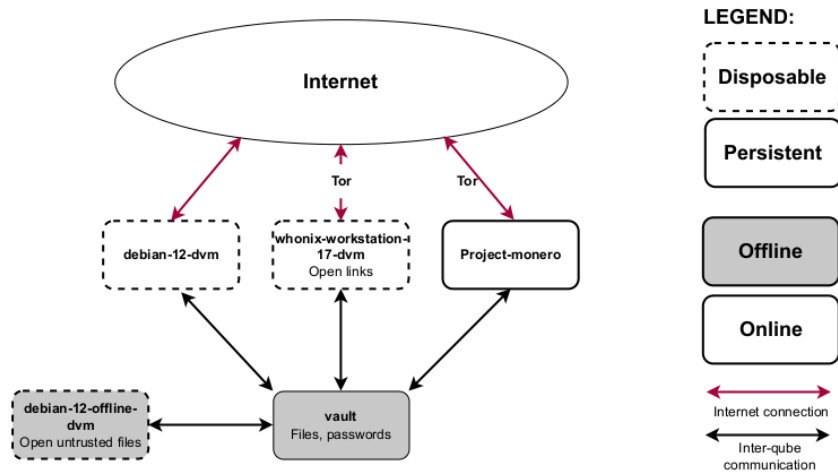 LEGEND:
Internet
Disposable
Persistent
Tor
Tor
debian-12-dvm
whonix-workstation-
17-dvm
Open links
Project-monero
Offline
Online
debian-12-offline-
dvm
Open untrusted files
vault
Files, passwords
Internet connection
Inter-qube
communication